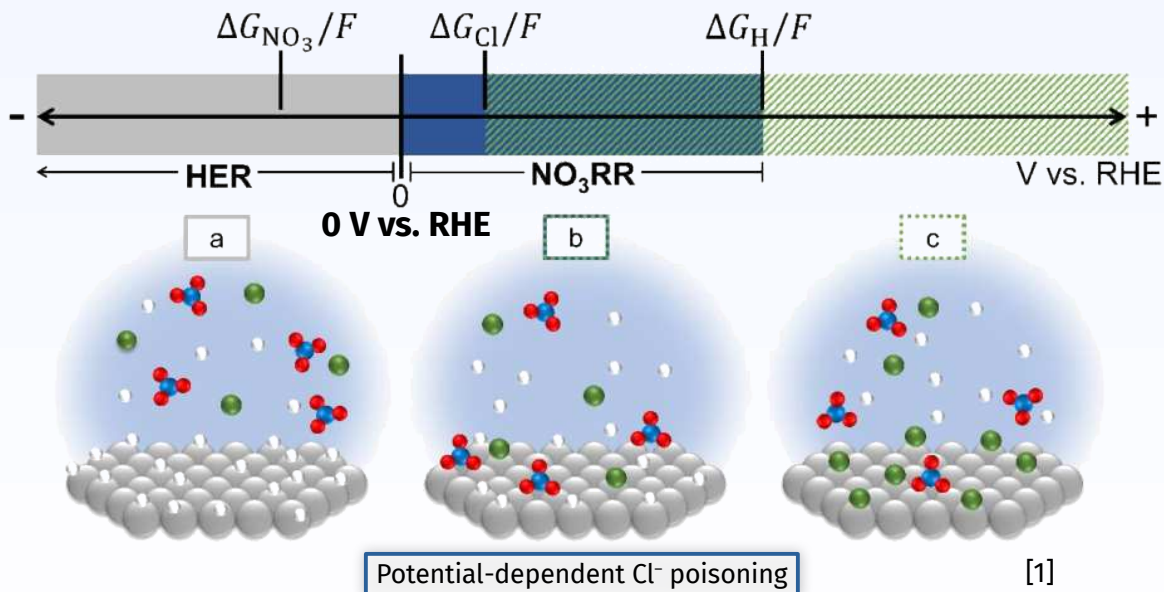 ΔG_NO₃/F ΔG_Cl/F ΔG_H/F
- +
HER NO₃RR V vs. RHE
0
0 V vs. RHE
a b c
Potential-dependent Cl⁻ poisoning [1]